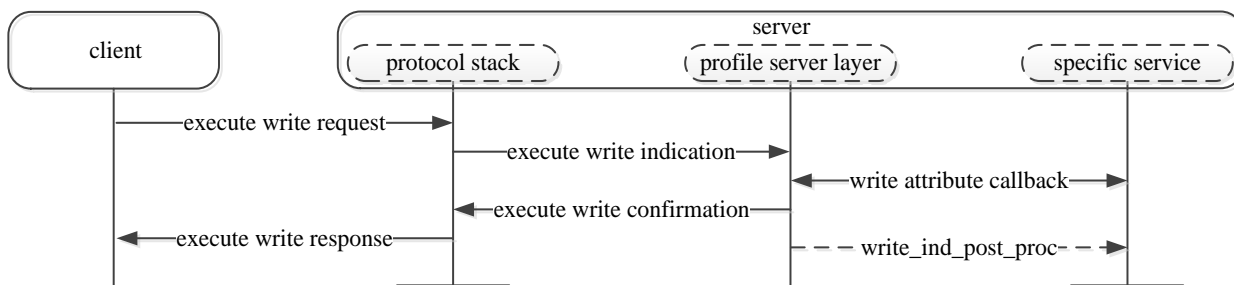 server
client
protocol stack
profile server layer
specific service
execute write request
execute write indication
write attribute callback
execute write confirmation
execute write response
write_ind_post_proc